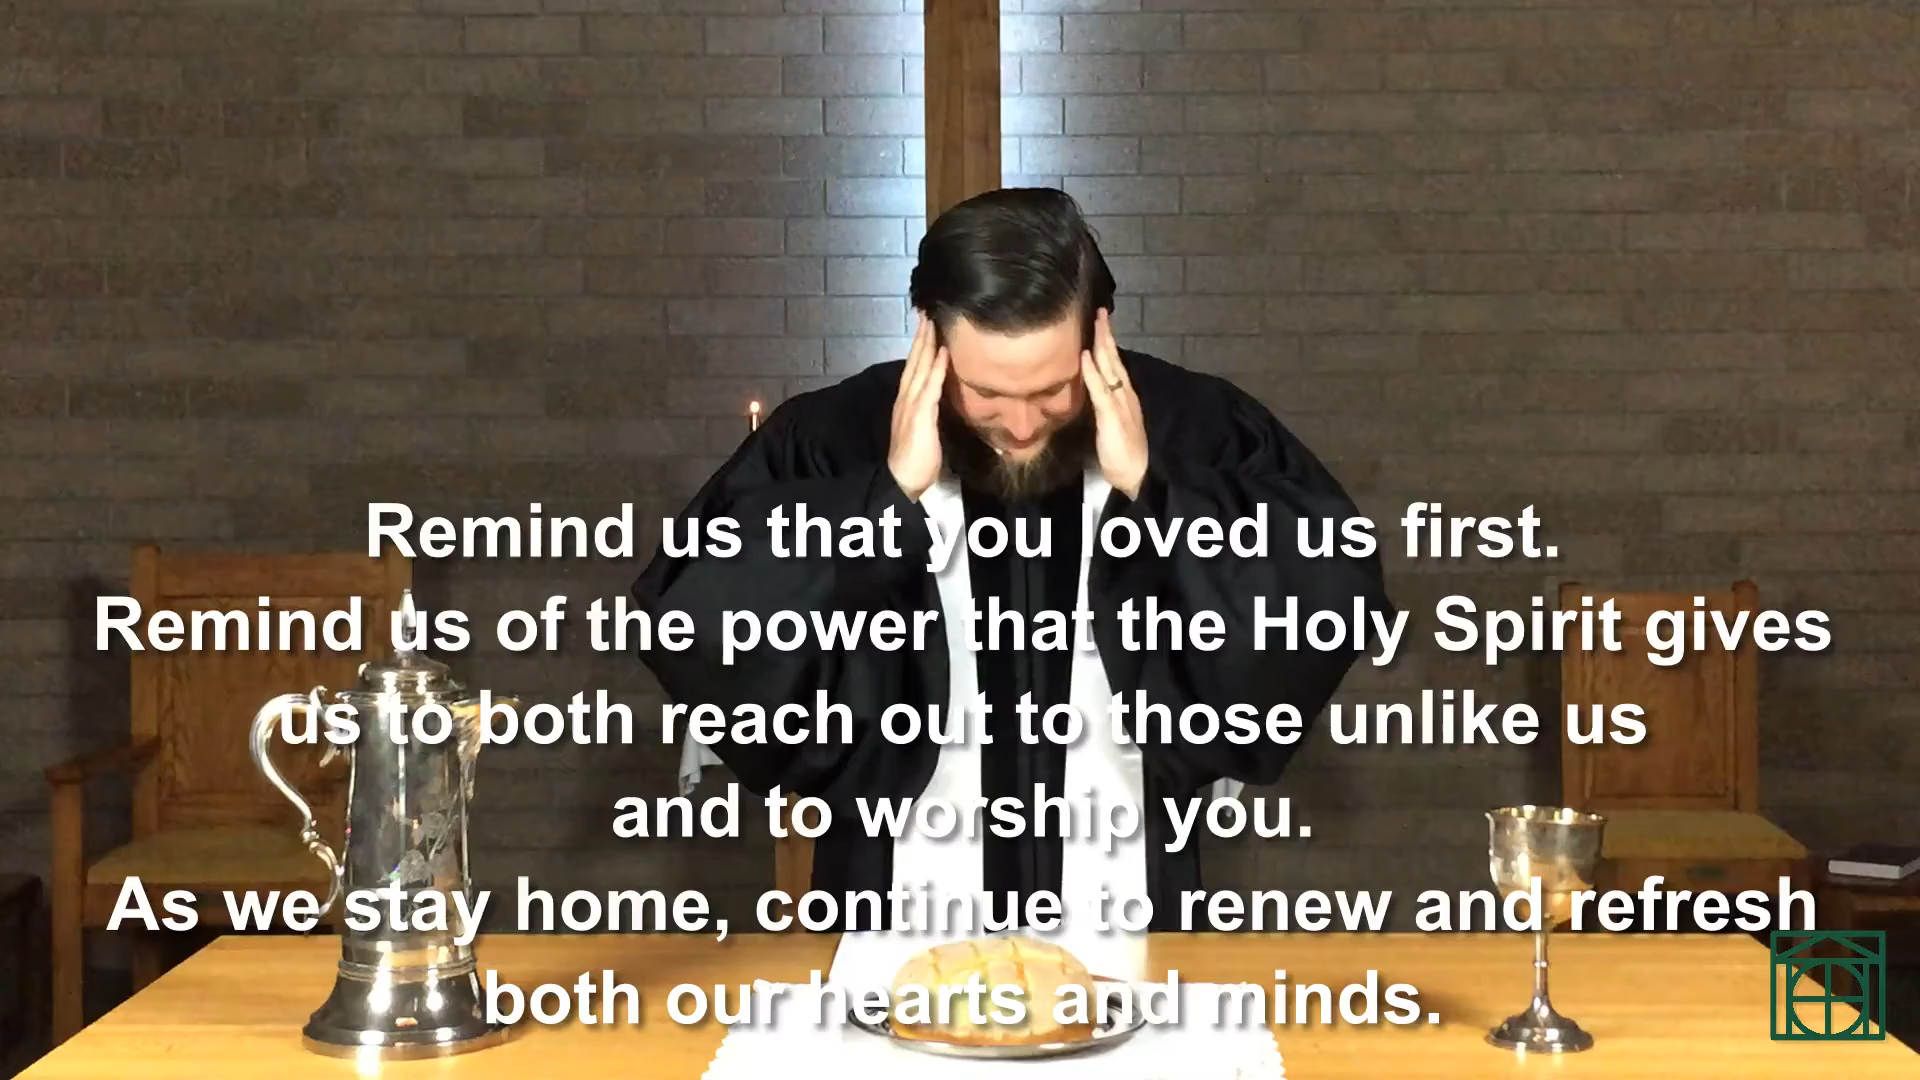 Remind us that you loved us first.
Remind us of the power that the Holy Spirit gives
us to both reach out to those unlike us
and to worship you.
As we stay home, continue to renew and refresh
both our hearts and minds.